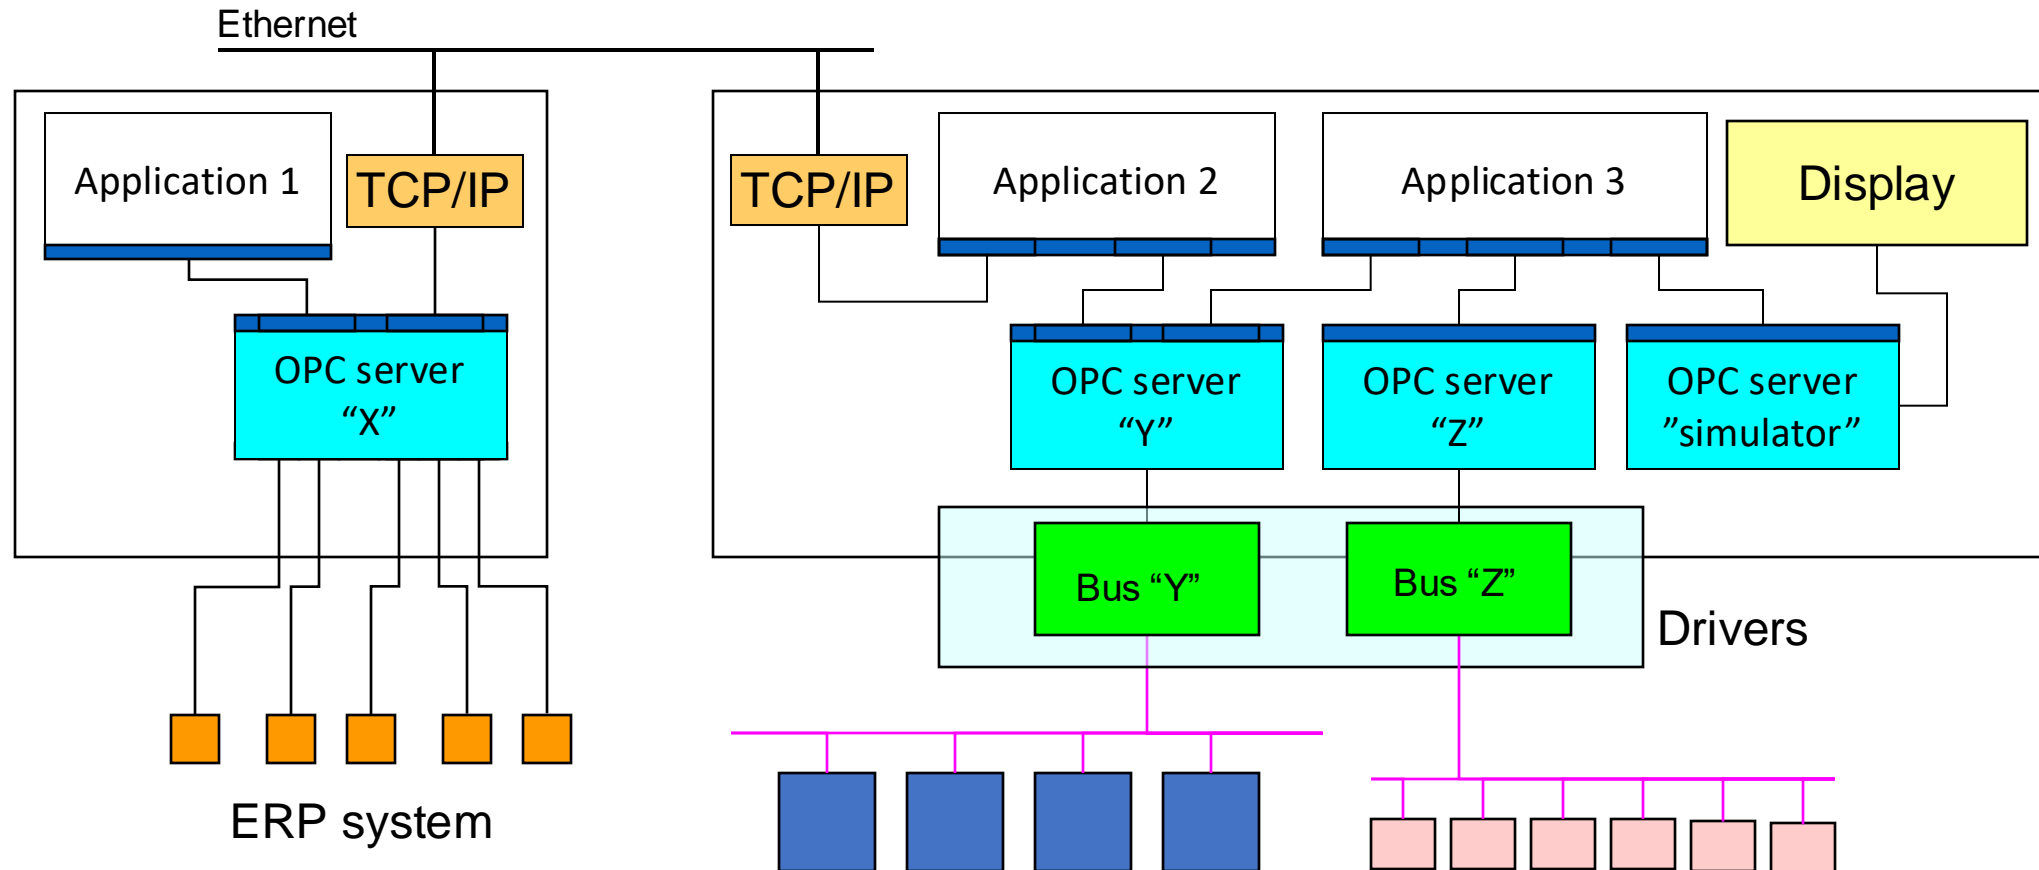 Ethernet
Application 1
TCP/IP
TCP/IP
Application 2
Application 3
Display
OPC server
“X”
OPC server
“Y”
OPC server
“Z”
OPC server
”simulator”
Bus “Y”
Bus “Z”
Drivers
ERP system